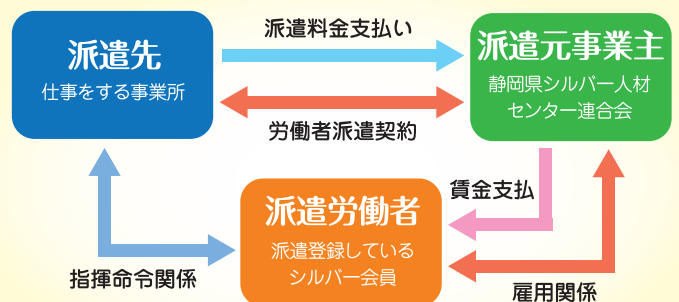 派遣先
仕事をする事業所
派遣料金支払い
派遣元事業主
静岡県シルバー人材
センター連合会
労働者派遣契約
賃金支払
派遣労働者
派遣登録している
シルバー会員
指揮命令関係
雇用関係